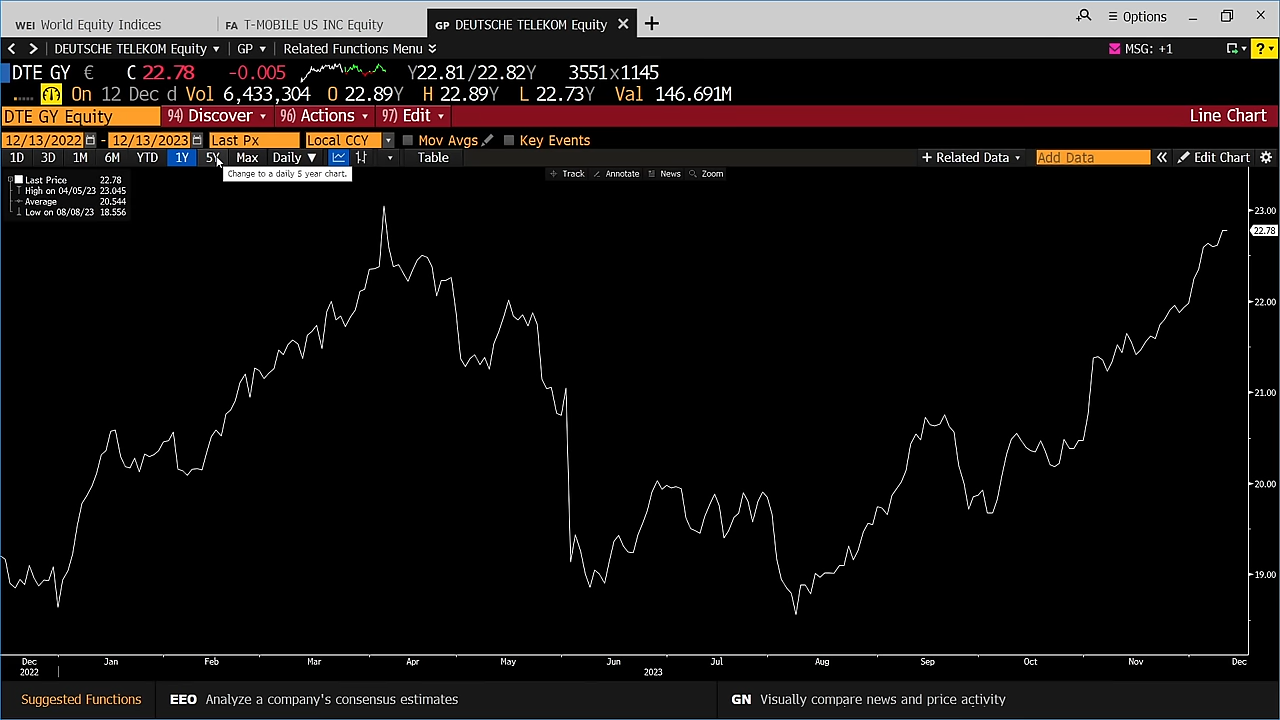 WEI World Equity Indices FA T-MOBILE US INC Equity GP DEUTSCHE TELEKOM Equity Options
DEUTSCHE TELEKOM Equity GP Related Functions Menu MSG: +1 ?
DTE GY € C 22.78 -0.005 Y22.81/22.82Y 3551x1145
On 12 Dec d Vol 6,433,304 O 22.89Y H 22.89Y L 22.73Y Val 146.691M
DTE GY Equity 94) Discover 96) Actions 97) Edit Line Chart
12/13/2022 - 12/13/2023 Last Px Local CCY Mov Avgs Key Events
1D 3D 1M 6M YTD 1Y 5Y Max Daily ▼ Table + Related Data Add Data « Edit Chart
Change to a daily 5 year chart.
Track Annotate News Zoom
Last Price 22.78
High on 04/05/23 23.045
Average 20.544
Low on 08/08/23 18.556
23.00
22.78
22.00
21.00
20.00
19.00
Dec Jan Feb Mar Apr May Jun Jul Aug Sep Oct Nov Dec
2022 2023
Suggested Functions EEO Analyze a company's consensus estimates GN Visually compare news and price activity